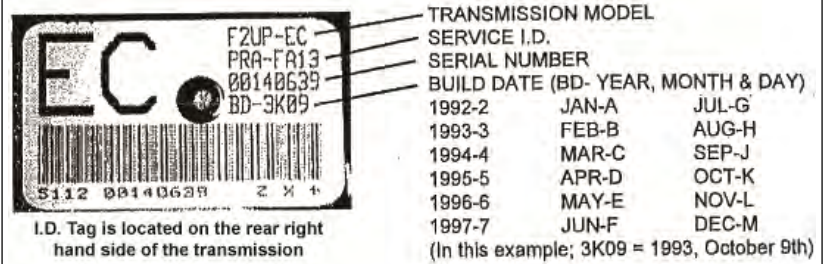 EC
F2UP-EC
PRA-FA13
00140639
BD-3K09
5112 00140639 2 X 4
I.D. Tag is located on the rear right
hand side of the transmission
TRANSMISSION MODEL
SERVICE I.D.
SERIAL NUMBER
BUILD DATE (BD- YEAR, MONTH & DAY)
1992-2 JAN-A JUL-G
1993-3 FEB-B AUG-H
1994-4 MAR-C SEP-J
1995-5 APR-D OCT-K
1996-6 MAY-E NOV-L
1997-7 JUN-F DEC-M
(In this example; 3K09 = 1993, October 9th)